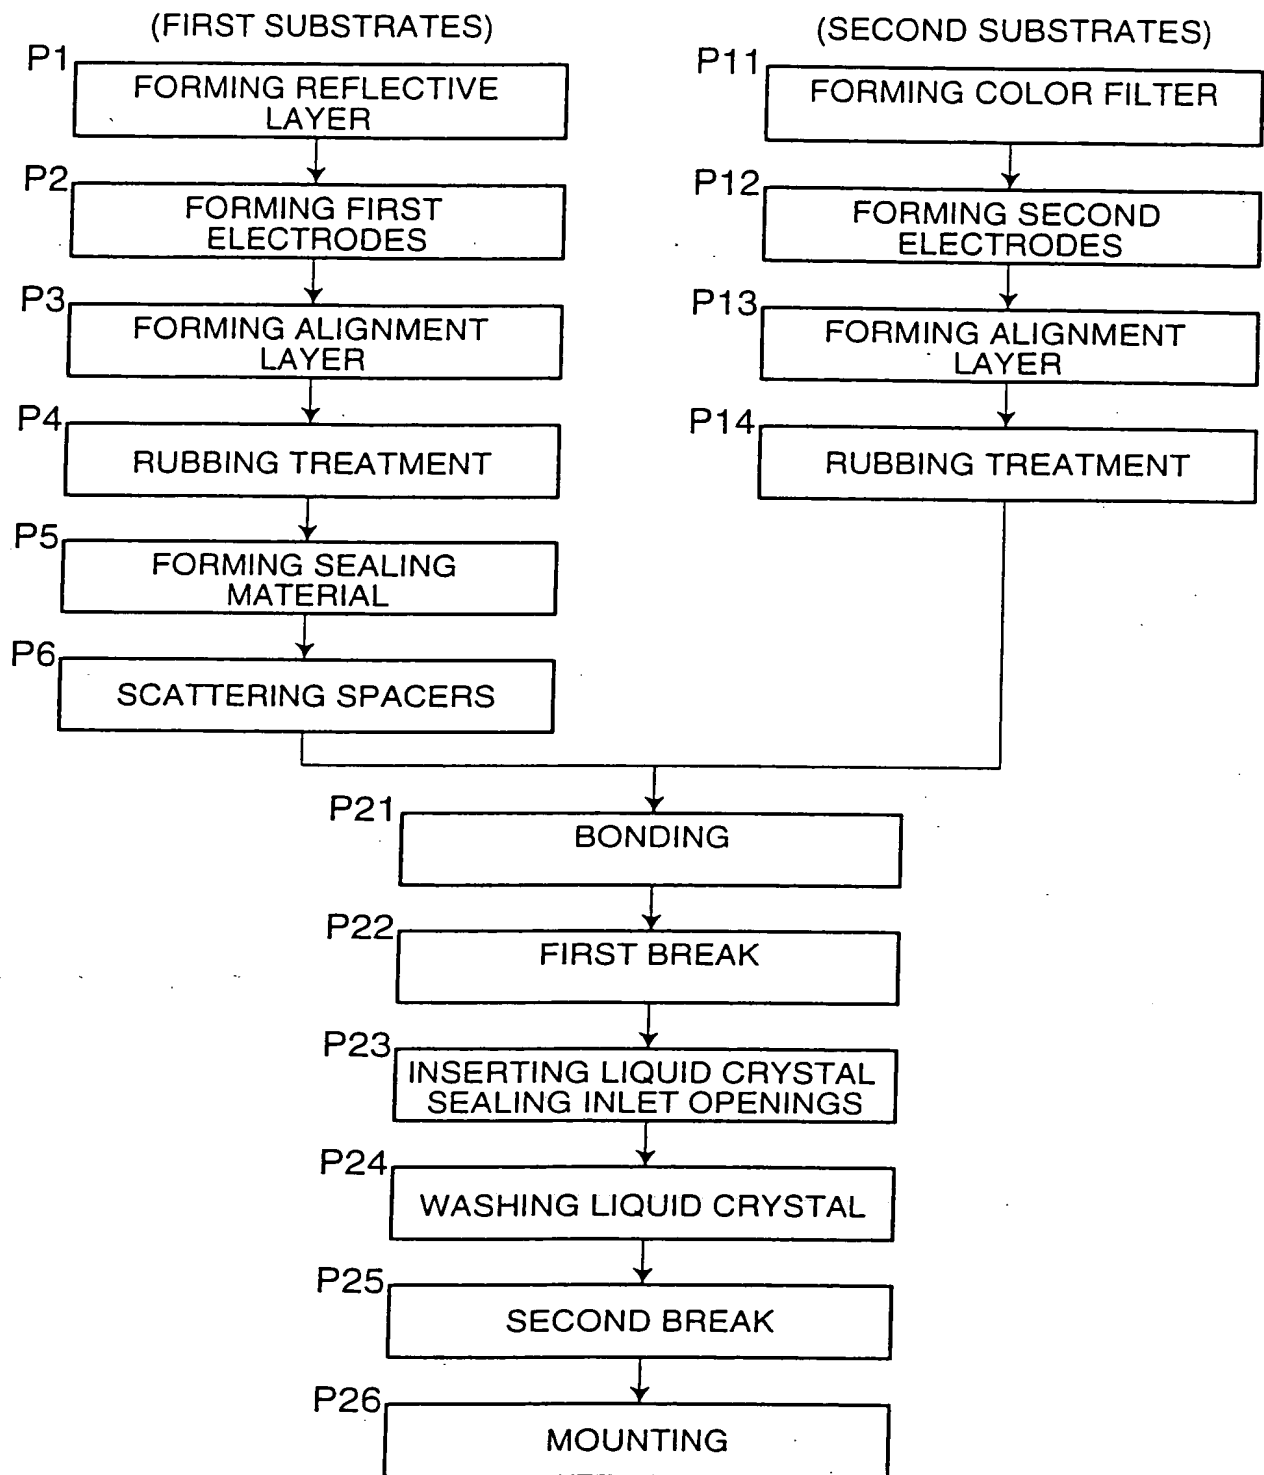 (FIRST SUBSTRATES)
P1
FORMING REFLECTIVE
LAYER
P2
FORMING FIRST
ELECTRODES
P3
FORMING ALIGNMENT
LAYER
P4
RUBBING TREATMENT
P5
FORMING SEALING
MATERIAL
P6
SCATTERING SPACERS
(SECOND SUBSTRATES)
P11
FORMING COLOR FILTER
P12
FORMING SECOND
ELECTRODES
P13
FORMING ALIGNMENT
LAYER
P14
RUBBING TREATMENT
P21
BONDING
P22
FIRST BREAK
P23
INSERTING LIQUID CRYSTAL
SEALING INLET OPENINGS
P24
WASHING LIQUID CRYSTAL
P25
SECOND BREAK
P26
MOUNTING